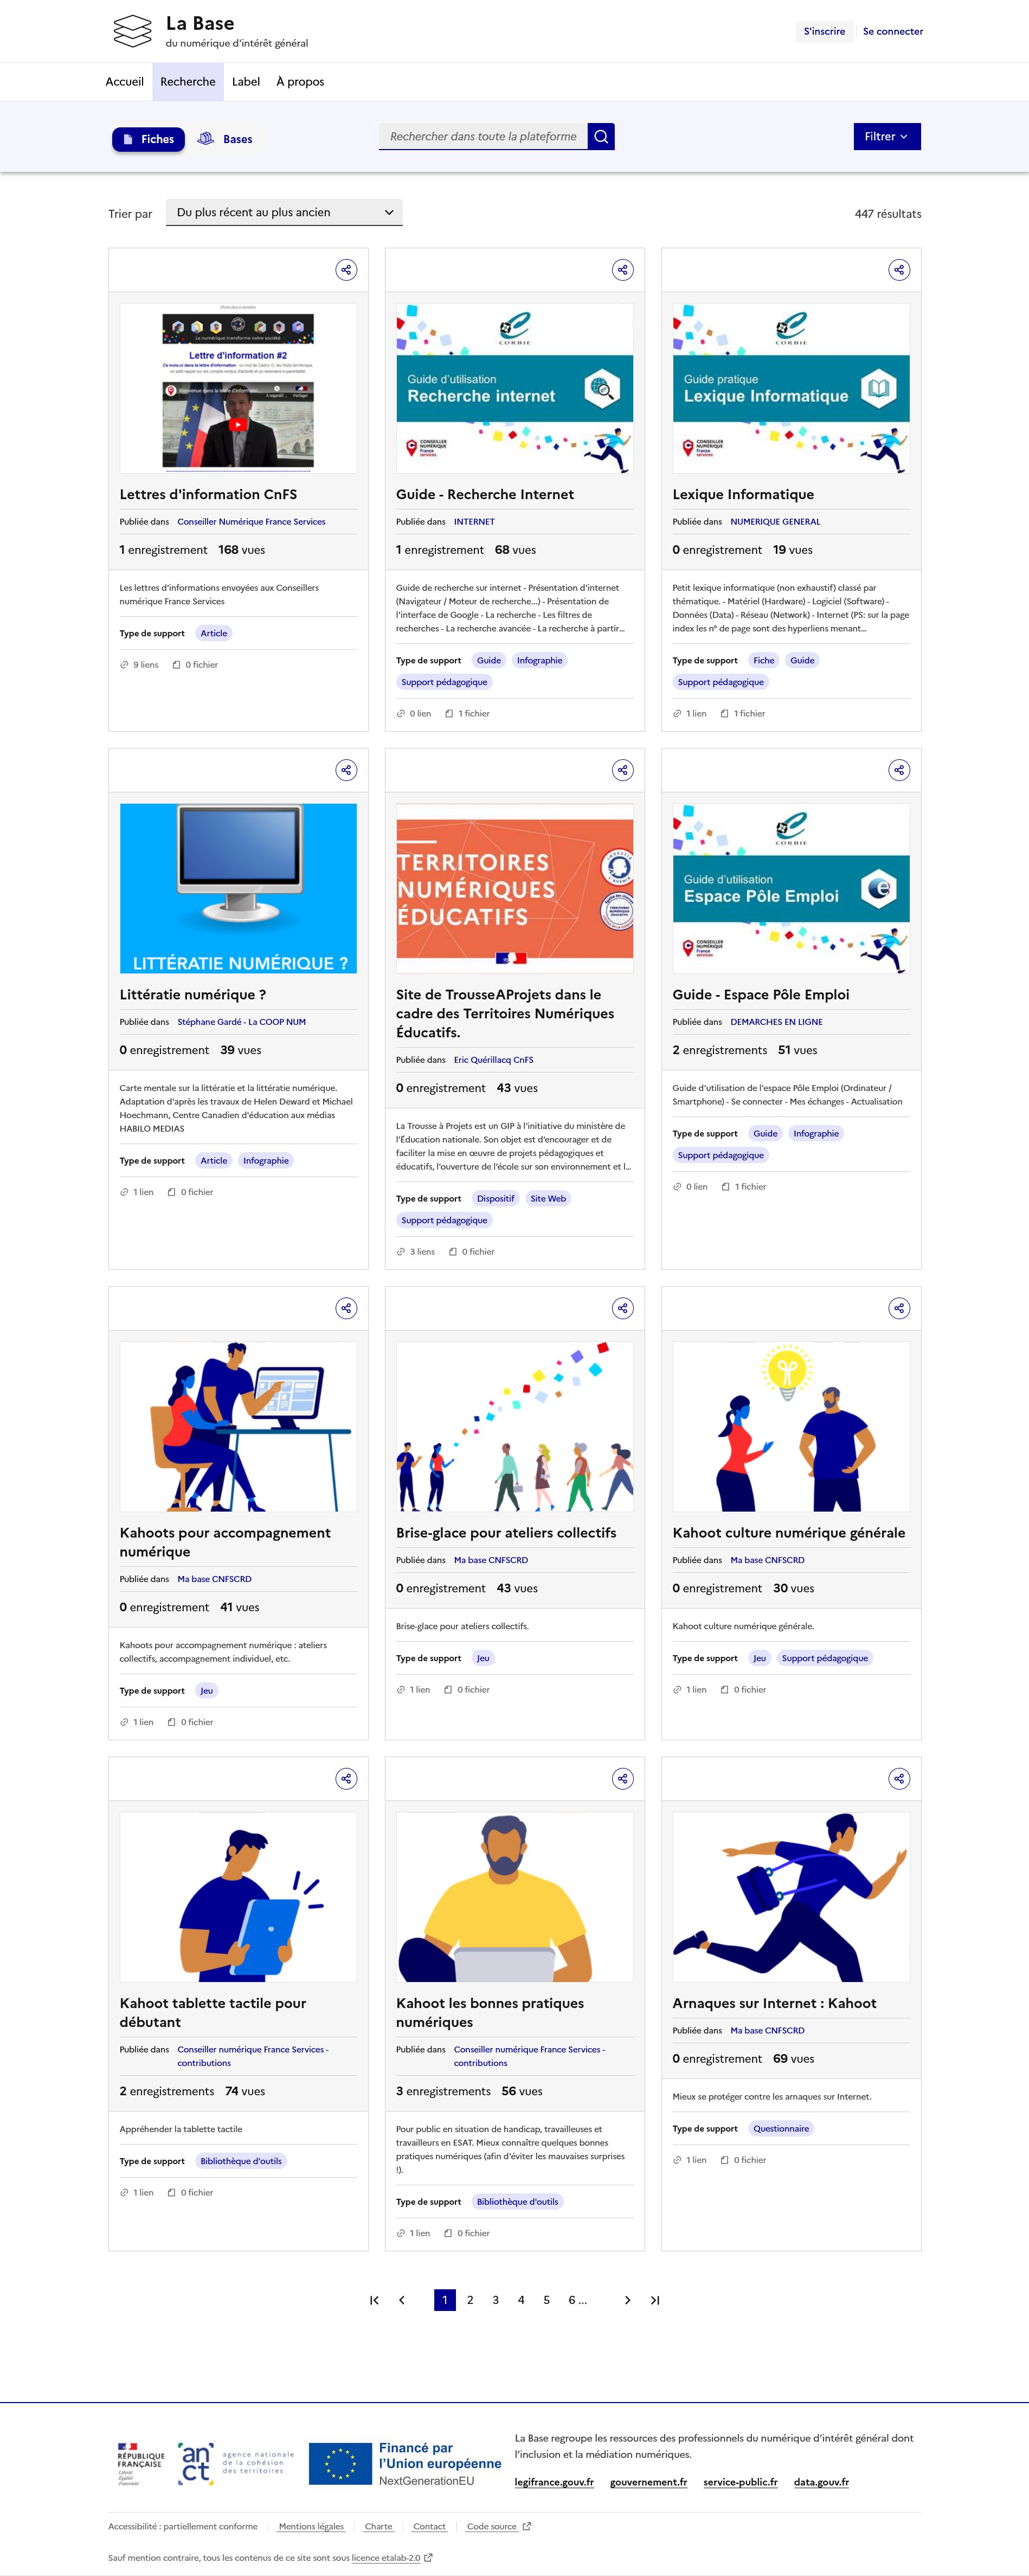 La Base
du numérique d'intérêt général
S'inscrire
Se connecter
Accueil
Recherche
Label
À propos
Fiches
Bases
Rechercher dans toute la plateforme
Filtrer
Trier par
Du plus récent au plus ancien
447 résultats
Le numérique transforme notre société
Lettre d'information #2
Lettres d'information CnFS
Publiée dans Conseiller Numérique France Services
1 enregistrement 168 vues
Les lettres d'informations envoyées aux Conseillers
numérique France Services
Type de support Article
9 liens 0 fichier
CORBIE
Guide d'utilisation
Recherche internet
CONSEILLER
NUMÉRIQUE
France
services
Guide - Recherche Internet
Publiée dans INTERNET
1 enregistrement 68 vues
Guide de recherche sur internet - Présentation d'internet
(Navigateur / Moteur de recherche...) - Présentation de
l'interface de Google - La recherche - Les filtres de
recherches - La recherche avancée - La recherche à partir…
Type de support Guide Infographie
Support pédagogique
0 lien 1 fichier
CORBIE
Guide pratique
Lexique Informatique
CONSEILLER
NUMÉRIQUE
France
services
Lexique Informatique
Publiée dans NUMERIQUE GENERAL
0 enregistrement 19 vues
Petit lexique informatique (non exhaustif) classé par
thématique. - Matériel (Hardware) - Logiciel (Software) -
Données (Data) - Réseau (Network) - Internet (PS: sur la page
index les n° de page sont des hyperliens menant…
Type de support Fiche Guide
Support pédagogique
1 lien 1 fichier
LITTÉRATIE NUMÉRIQUE ?
Littératie numérique ?
Publiée dans Stéphane Gardé - La COOP NUM
0 enregistrement 39 vues
Carte mentale sur la littératie et la littératie numérique.
Adaptation d'après les travaux de Helen Deward et Michael
Hoechmann, Centre Canadien d'éducation aux médias
HABILO MEDIAS
Type de support Article Infographie
1 lien 0 fichier
TERRITOIRES
NUMÉRIQUES
ÉDUCATIFS
Site de TrousseAProjets dans le
cadre des Territoires Numériques
Éducatifs.
Publiée dans Eric Quérillacq CnFS
0 enregistrement 43 vues
La Trousse à Projets est un GIP à l'initiative du ministère de
l'Éducation nationale. Son objet est d'encourager et de
faciliter la mise en œuvre de projets pédagogiques et
éducatifs, l'ouverture de l'école sur son environnement et l…
Type de support Dispositif Site Web
Support pédagogique
3 liens 0 fichier
CORBIE
Guide d'utilisation
Espace Pôle Emploi
CONSEILLER
NUMÉRIQUE
France
services
Guide - Espace Pôle Emploi
Publiée dans DEMARCHES EN LIGNE
2 enregistrements 51 vues
Guide d'utilisation de l'espace Pôle Emploi (Ordinateur /
Smartphone) - Se connecter - Mes échanges - Actualisation
Type de support Guide Infographie
Support pédagogique
0 lien 1 fichier
Kahoots pour accompagnement
numérique
Publiée dans Ma base CNFSCRD
0 enregistrement 41 vues
Kahoots pour accompagnement numérique : ateliers
collectifs, accompagnement individuel, etc.
Type de support Jeu
1 lien 0 fichier
Brise-glace pour ateliers collectifs
Publiée dans Ma base CNFSCRD
0 enregistrement 43 vues
Brise-glace pour ateliers collectifs.
Type de support Jeu
1 lien 0 fichier
Kahoot culture numérique générale
Publiée dans Ma base CNFSCRD
0 enregistrement 30 vues
Kahoot culture numérique générale.
Type de support Jeu Support pédagogique
1 lien 0 fichier
Kahoot tablette tactile pour
débutant
Publiée dans Conseiller numérique France Services -
contributions
2 enregistrements 74 vues
Appréhender la tablette tactile
Type de support Bibliothèque d'outils
1 lien 0 fichier
Kahoot les bonnes pratiques
numériques
Publiée dans Conseiller numérique France Services -
contributions
3 enregistrements 56 vues
Pour public en situation de handicap, travailleuses et
travailleurs en ESAT. Mieux connaître quelques bonnes
pratiques numériques (afin d'éviter les mauvaises surprises
!).
Type de support Bibliothèque d'outils
1 lien 0 fichier
Arnaques sur Internet : Kahoot
Publiée dans Ma base CNFSCRD
0 enregistrement 69 vues
Mieux se protéger contre les arnaques sur Internet.
Type de support Questionnaire
1 lien 0 fichier
1 2 3 4 5 6 ...
RÉPUBLIQUE
FRANÇAISE
Liberté
Égalité
Fraternité
anct
agence nationale
de la cohésion
des territoires
Financé par
l'Union européenne
NextGenerationEU
La Base regroupe les ressources des professionnels du numérique d'intérêt général dont
l'inclusion et la médiation numériques.
legifrance.gouv.fr gouvernement.fr service-public.fr data.gouv.fr
Accessibilité : partiellement conforme Mentions légales Charte Contact Code source
Sauf mention contraire, tous les contenus de ce site sont sous licence etalab-2.0